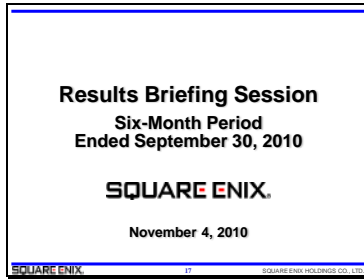 Results Briefing Session
Six-Month Period
Ended September 30, 2010
SQUARE ENIX.
November 4, 2010
SQUARE ENIX. 17 SQUARE ENIX HOLDINGS CO., LTD